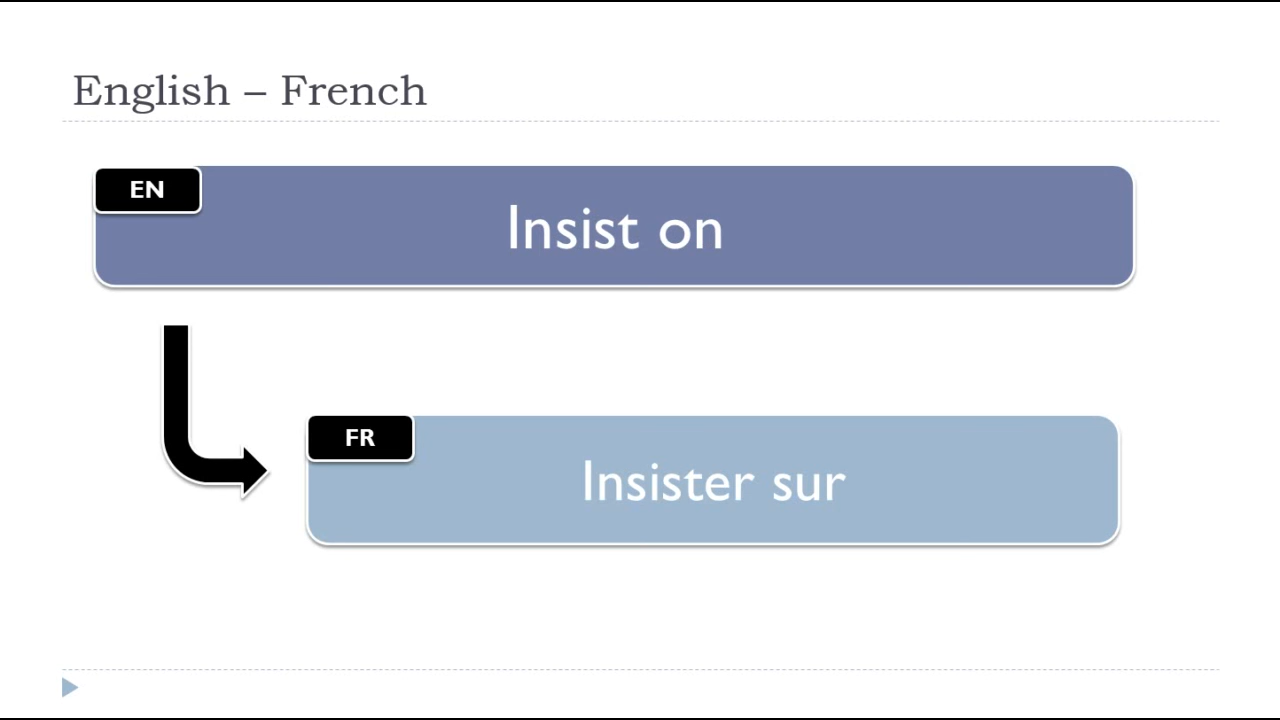 English – French
EN
Insist on
FR
Insister sur